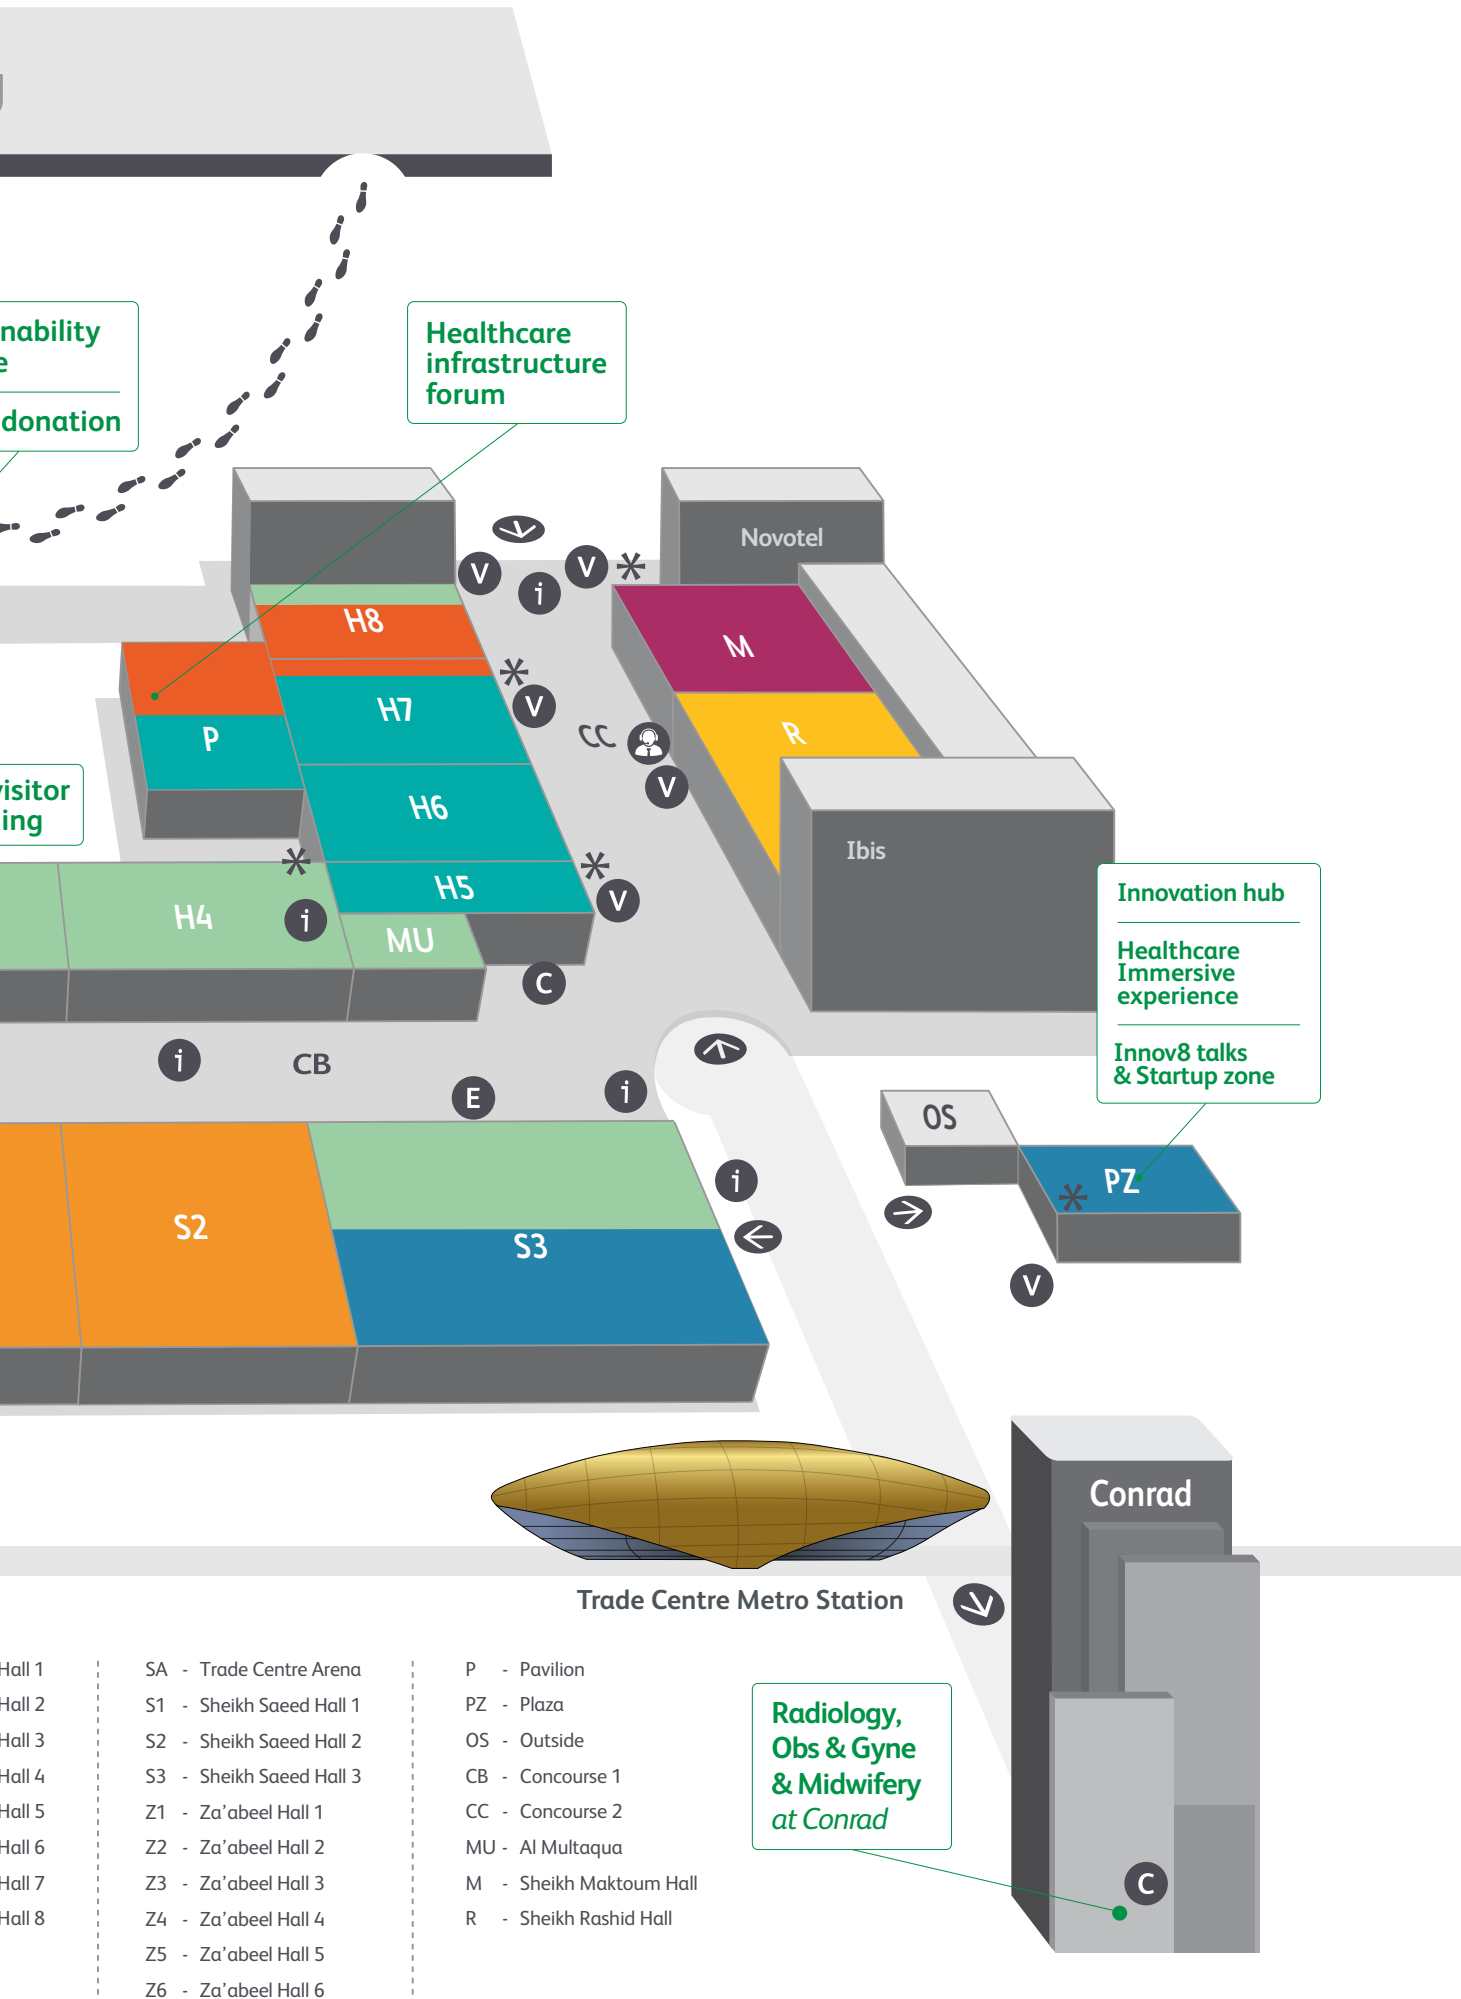 nability
e
donation
Healthcare
infrastructure
forum
Novotel
V
V
*
i
H8
M
*
V
H7
P
CC
R
V
visitor
ing
H6
Ibis
*
*
H5
V
H4
i
MU
C
Innovation hub
Healthcare
Immersive
experience
Innov8 talks
& Startup zone
i
CB
E
i
OS
i
PZ
*
S2
S3
V
Conrad
Trade Centre Metro Station
Hall 1
Hall 2
Hall 3
Hall 4
Hall 5
Hall 6
Hall 7
Hall 8
SA - Trade Centre Arena
S1 - Sheikh Saeed Hall 1
S2 - Sheikh Saeed Hall 2
S3 - Sheikh Saeed Hall 3
Z1 - Za'abeel Hall 1
Z2 - Za'abeel Hall 2
Z3 - Za'abeel Hall 3
Z4 - Za'abeel Hall 4
Z5 - Za'abeel Hall 5
Z6 - Za'abeel Hall 6
P - Pavilion
PZ - Plaza
OS - Outside
CB - Concourse 1
CC - Concourse 2
MU - Al Multaqua
M - Sheikh Maktoum Hall
R - Sheikh Rashid Hall
Radiology,
Obs & Gyne
& Midwifery
at Conrad
C